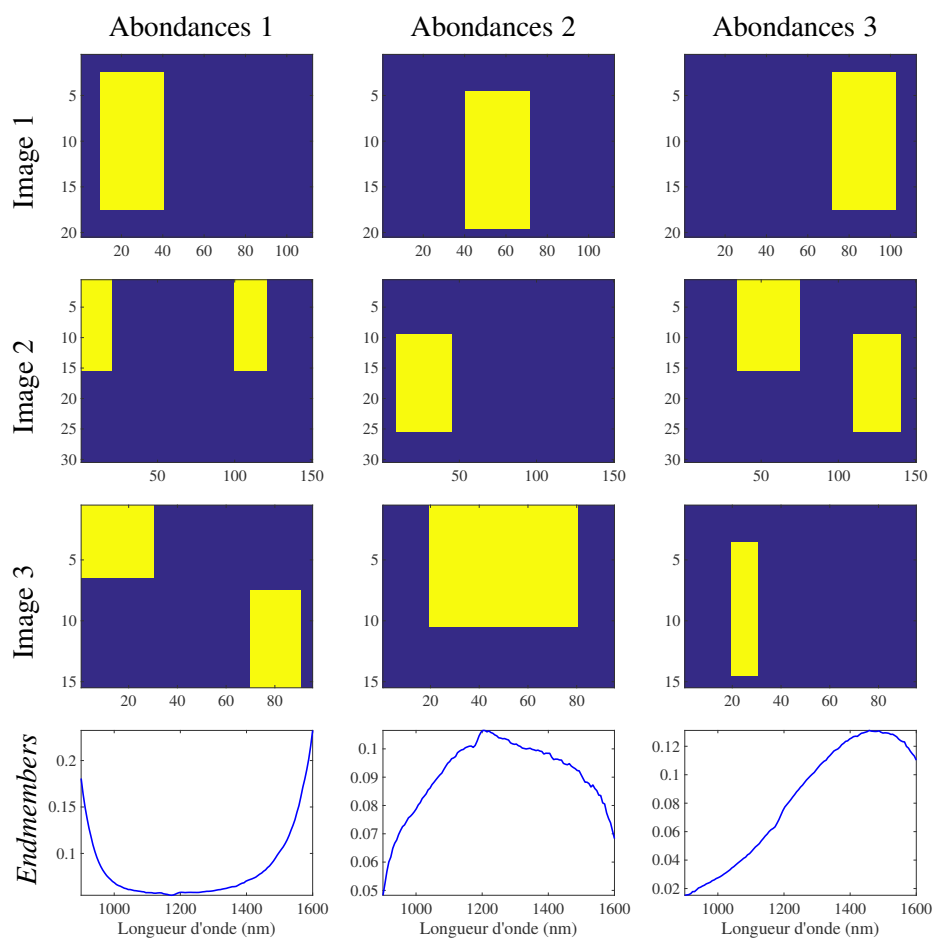 Abondances 1 Abondances 2 Abondances 3
Image 1
5 10 15 20
20 40 60 80 100
20 40 60 80 100
5 10 15 20
20 40 60 80 100
5 10 15 20
Image 2
5 10 15 20 25 30
50 100 150
5 10 15 20 25 30
50 100 150
5 10 15 20 25 30
50 100 150
Image 3
5 10 15
20 40 60 80
5 10 15
20 40 60 80
5 10 15
20 40 60 80
Endmembers
0.2 0.15 0.1
1000 1200 1400 1600
Longueur d'onde (nm)
0.1 0.09 0.08 0.07 0.06 0.05
1000 1200 1400 1600
Longueur d'onde (nm)
0.12 0.1 0.08 0.06 0.04 0.02
1000 1200 1400 1600
Longueur d'onde (nm)